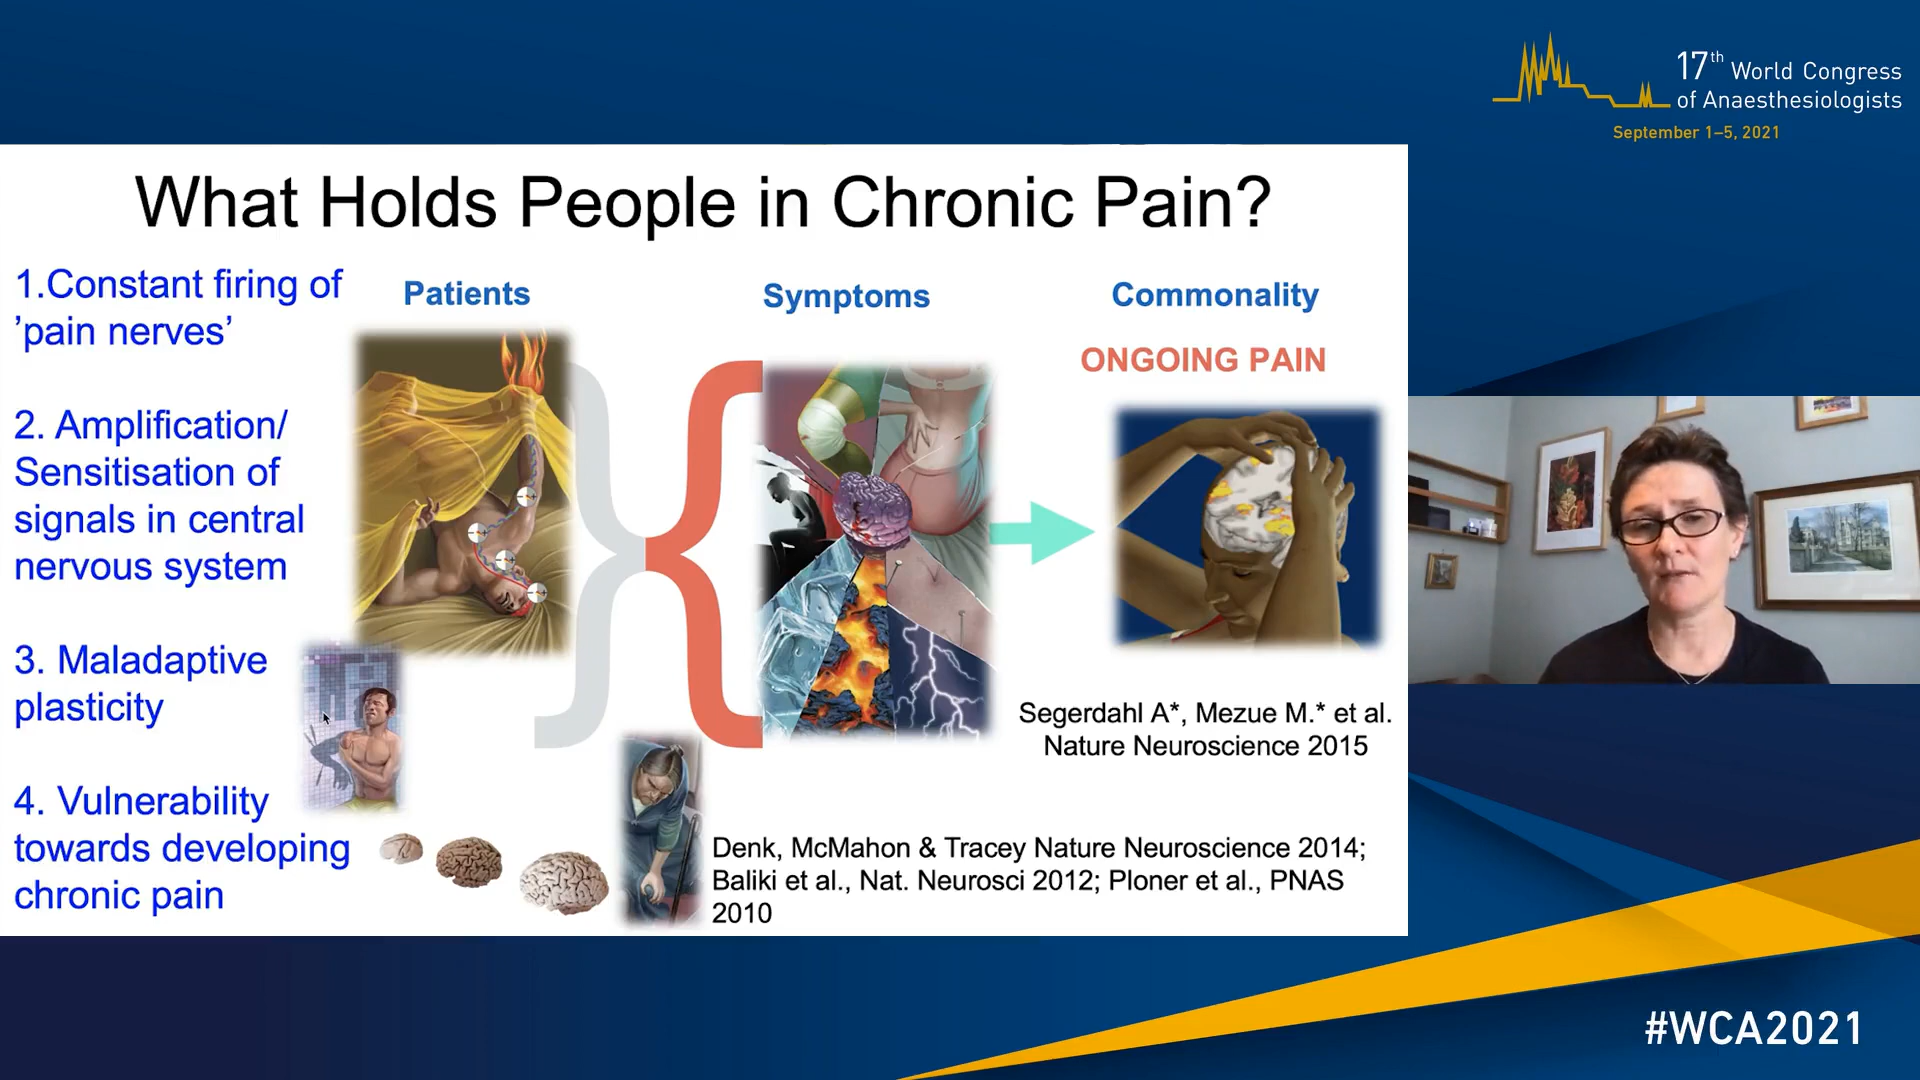 17th World Congress
of Anaesthesiologists
September 1–5, 2021
What Holds People in Chronic Pain?
1.Constant firing of
’pain nerves’
2. Amplification/
Sensitisation of
signals in central
nervous system
3. Maladaptive
plasticity
4. Vulnerability
towards developing
chronic pain
Patients
Symptoms
Commonality
ONGOING PAIN
Segerdahl A*, Mezue M.* et al.
Nature Neuroscience 2015
Denk, McMahon & Tracey Nature Neuroscience 2014;
Baliki et al., Nat. Neurosci 2012; Ploner et al., PNAS
2010
#WCA2021